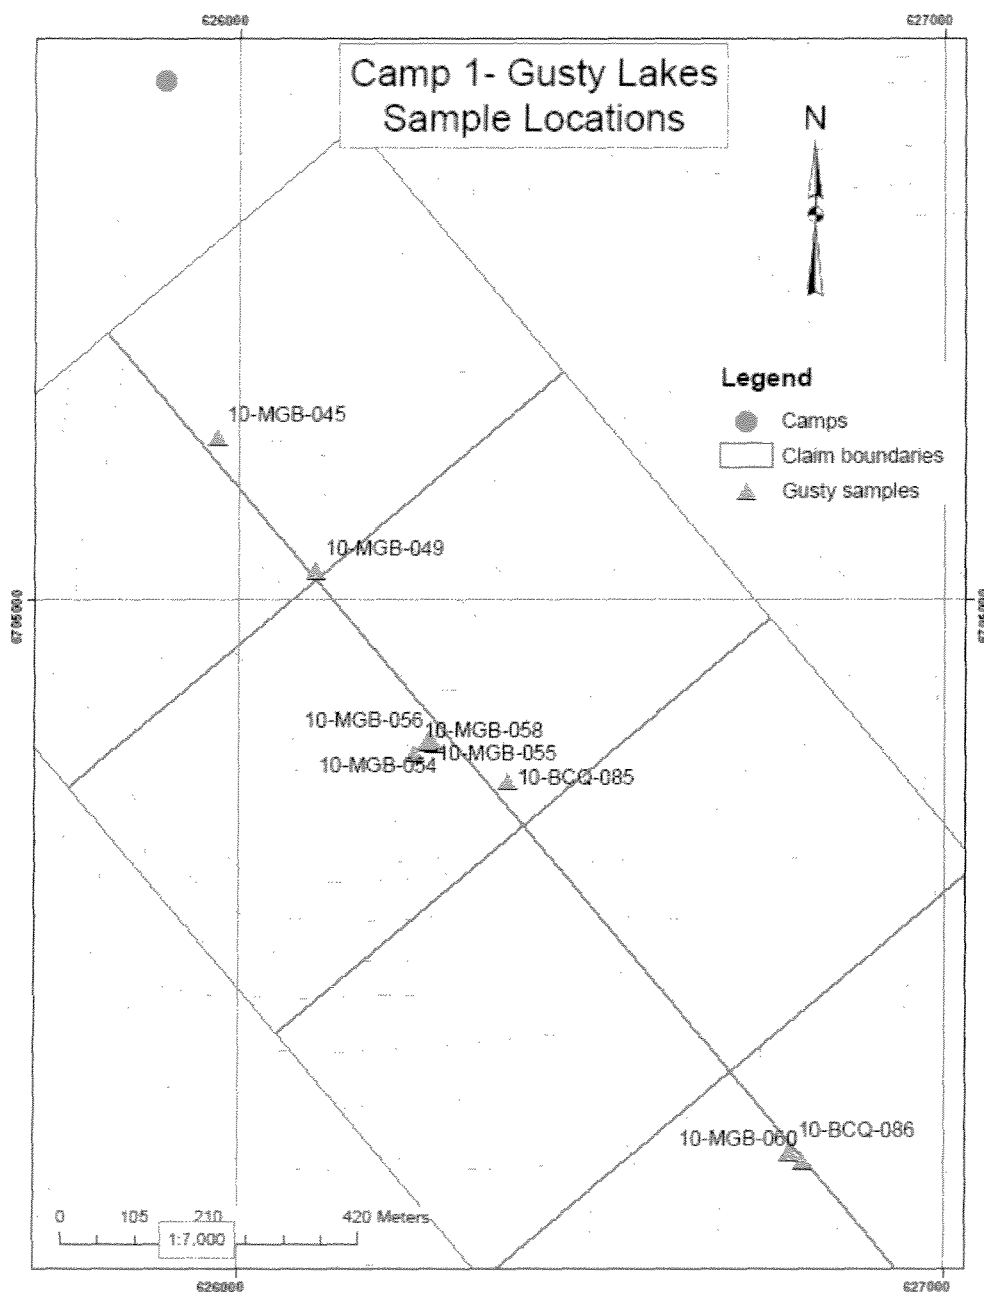 626000
627000
Camp 1- Gusty Lakes
Sample Locations
N
Legend
Camps
Claim boundaries
Gusty samples
10-MGB-045
10-MGB-049
6705000
6705000
10-MGB-056
10-MGB-058
10-MGB-055
10-MGB-054
10-BCQ-085
10-BCQ-086
10-MGB-060
0 105 210 420 Meters
1:7,000
626000
627000